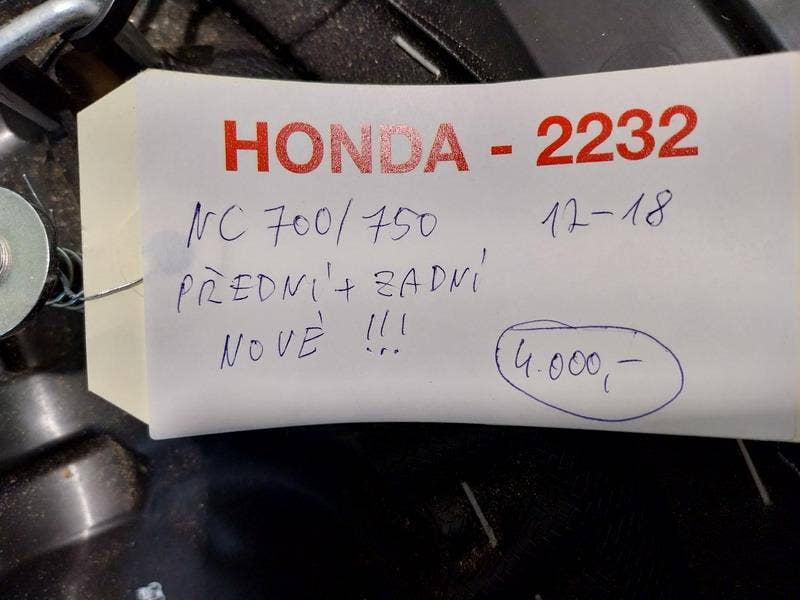 HONDA - 2232
NC 700/750 12-18
PŘEDNÍ + ZADNÍ
NOVÉ !!!
4.000,-